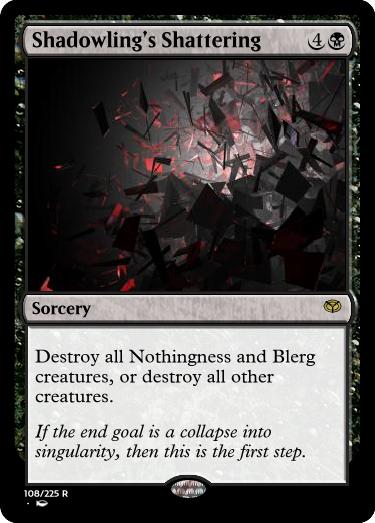 Shadowling's Shattering 4
Sorcery
Destroy all Nothingness and Blerg
creatures, or destroy all other
creatures.
If the end goal is a collapse into
singularity, then this is the first step.
108/225 R